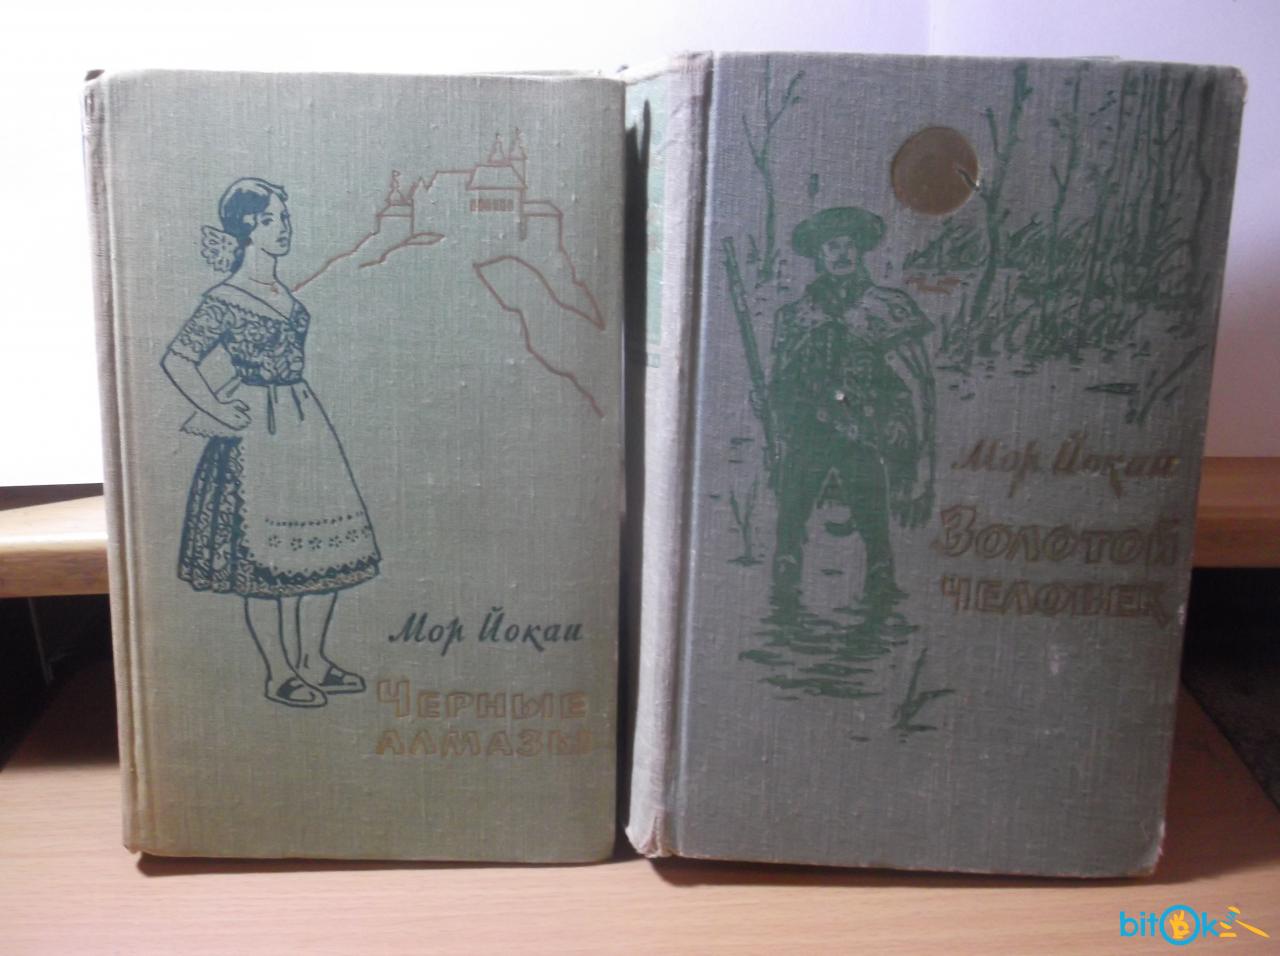 Мор Йокаи
Черные
алмазы
Мор Йокаи
Золотой
человек
bitOk